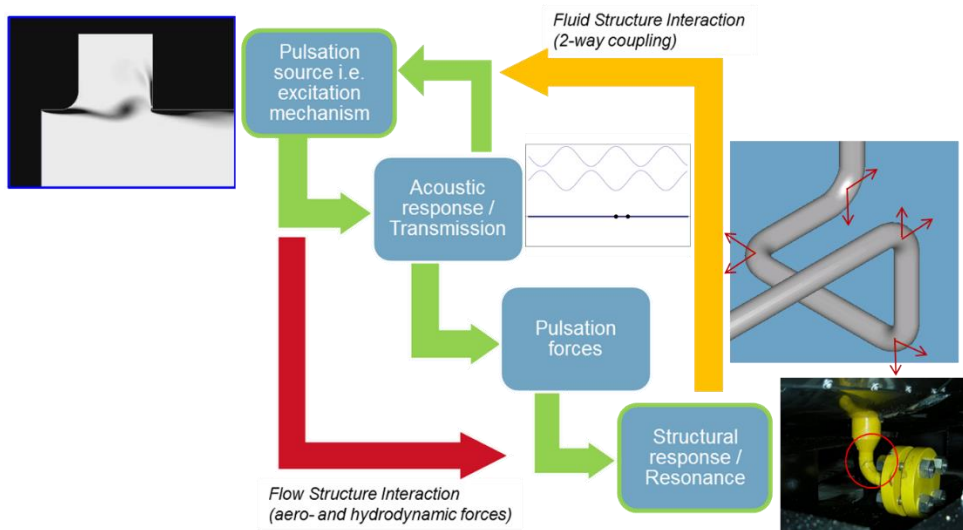 Fluid Structure Interaction
(2-way coupling)
Pulsation
source i.e.
excitation
mechanism
Acoustic
response /
Transmission
Pulsation
forces
Structural
response /
Resonance
Flow Structure Interaction
(aero- and hydrodynamic forces)